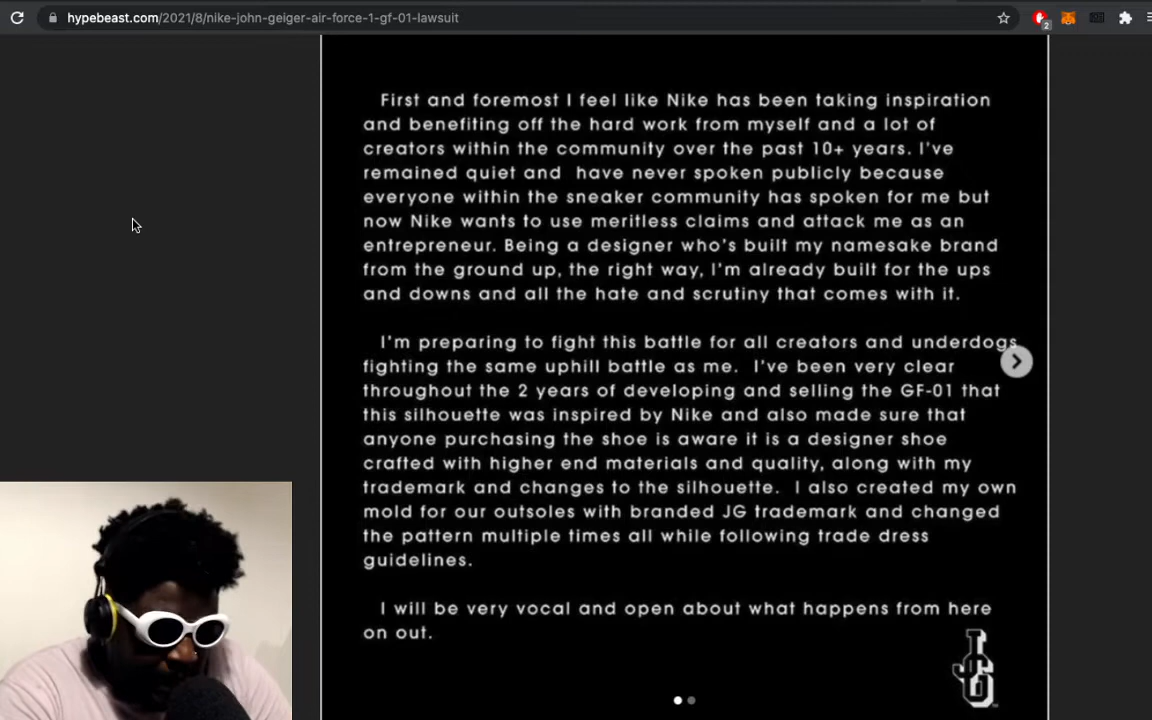 hypebeast.com/2021/8/nike-john-geiger-air-force-1-gf-01-lawsuit
2
First and foremost I feel like Nike has been taking inspiration
and benefiting off the hard work from myself and a lot of
creators within the community over the past 10+ years. I've
remained quiet and have never spoken publicly because
everyone within the sneaker community has spoken for me but
now Nike wants to use meritless claims and attack me as an
entrepreneur. Being a designer who's built my namesake brand
from the ground up, the right way, I'm already built for the ups
and downs and all the hate and scrutiny that comes with it.
I'm preparing to fight this battle for all creators and underdogs
fighting the same uphill battle as me. I've been very clear
throughout the 2 years of developing and selling the GF-01 that
this silhouette was inspired by Nike and also made sure that
anyone purchasing the shoe is aware it is a designer shoe
crafted with higher end materials and quality, along with my
trademark and changes to the silhouette. I also created my own
mold for our outsoles with branded JG trademark and changed
the pattern multiple times all while following trade dress
guidelines.
I will be very vocal and open about what happens from here
on out.
JG